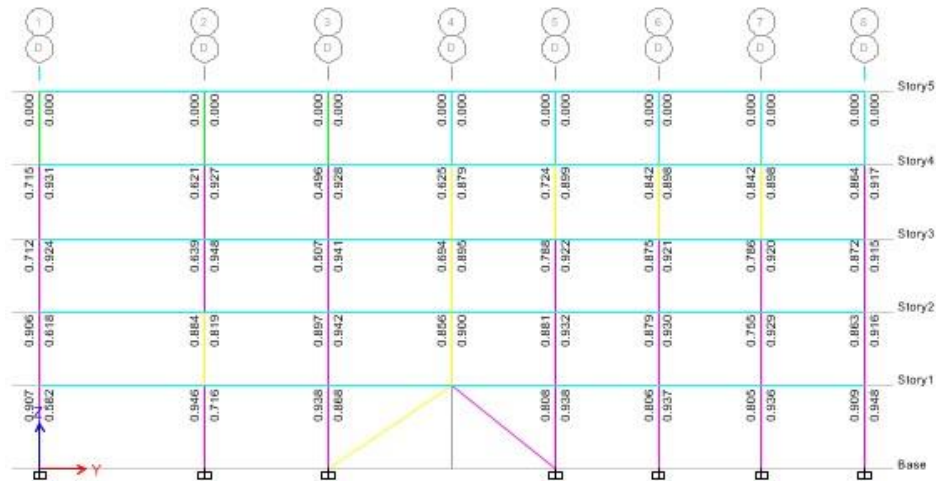 1 2 3 4 5 6 7 8
D D D D D D D D
Story5
0.000 0.000 0.000 0.000 0.000 0.000 0.000 0.000 0.000 0.000 0.000 0.000 0.000 0.000 0.000 0.000
Story4
0.715 0.931 0.621 0.927 0.496 0.928 0.625 0.879 0.724 0.899 0.842 0.898 0.842 0.898 0.864 0.917
Story3
0.712 0.924 0.639 0.948 0.507 0.941 0.694 0.895 0.788 0.922 0.875 0.921 0.786 0.920 0.872 0.915
Story2
0.906 0.618 0.884 0.819 0.897 0.942 0.856 0.900 0.881 0.932 0.879 0.930 0.755 0.929 0.863 0.916
Story1
0.907 0.582 0.946 0.716 0.938 0.868 0.808 0.938 0.806 0.937 0.805 0.936 0.909 0.948
Z
Y
Base